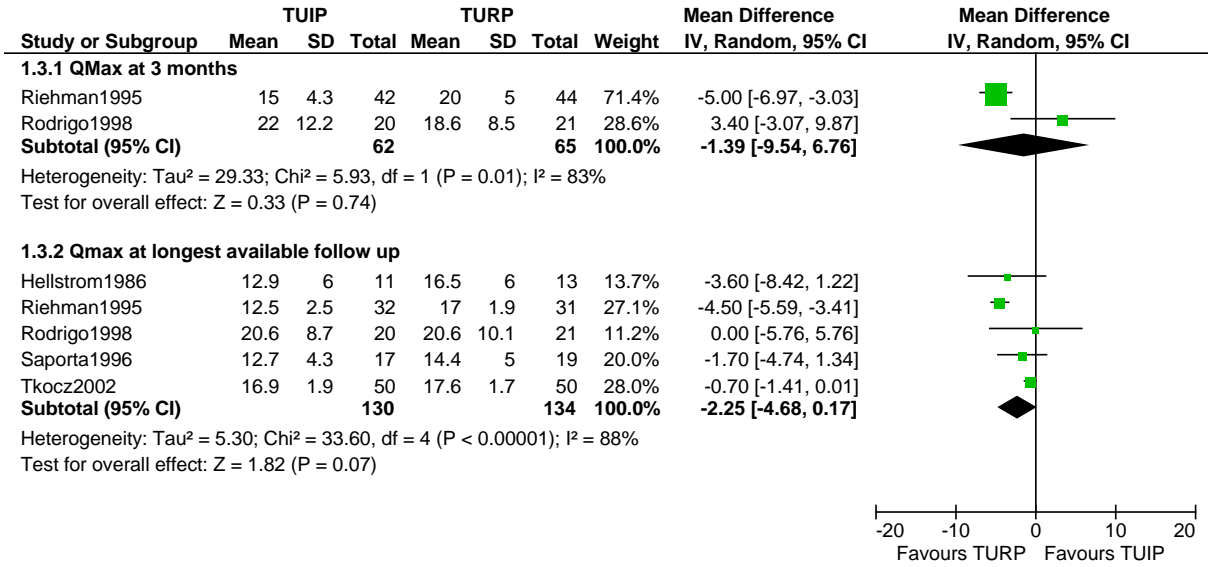 TUIP TURP Mean Difference Mean Difference
Study or Subgroup Mean SD Total Mean SD Total Weight IV, Random, 95% CI IV, Random, 95% CI
1.3.1 QMax at 3 months
Riehman1995 15 4.3 42 20 5 44 71.4% -5.00 [-6.97, -3.03]
Rodrigo1998 22 12.2 20 18.6 8.5 21 28.6% 3.40 [-3.07, 9.87]
Subtotal (95% CI) 62 65 100.0% -1.39 [-9.54, 6.76]
Heterogeneity: Tau² = 29.33; Chi² = 5.93, df = 1 (P = 0.01); I² = 83%
Test for overall effect: Z = 0.33 (P = 0.74)
1.3.2 Qmax at longest available follow up
Hellstrom1986 12.9 6 11 16.5 6 13 13.7% -3.60 [-8.42, 1.22]
Riehman1995 12.5 2.5 32 17 1.9 31 27.1% -4.50 [-5.59, -3.41]
Rodrigo1998 20.6 8.7 20 20.6 10.1 21 11.2% 0.00 [-5.76, 5.76]
Saporta1996 12.7 4.3 17 14.4 5 19 20.0% -1.70 [-4.74, 1.34]
Tkocz2002 16.9 1.9 50 17.6 1.7 50 28.0% -0.70 [-1.41, 0.01]
Subtotal (95% CI) 130 134 100.0% -2.25 [-4.68, 0.17]
Heterogeneity: Tau² = 5.30; Chi² = 33.60, df = 4 (P < 0.00001); I² = 88%
Test for overall effect: Z = 1.82 (P = 0.07)
-20 -10 0 10 20
Favours TURP Favours TUIP